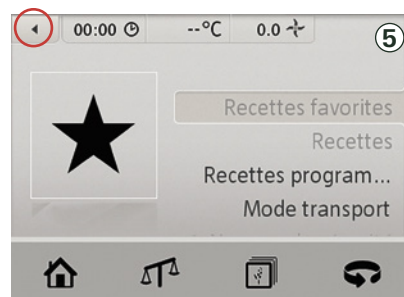 00:00 --°C 0.0 5
Recettes favorites
Recettes
Recettes program...
Mode transport